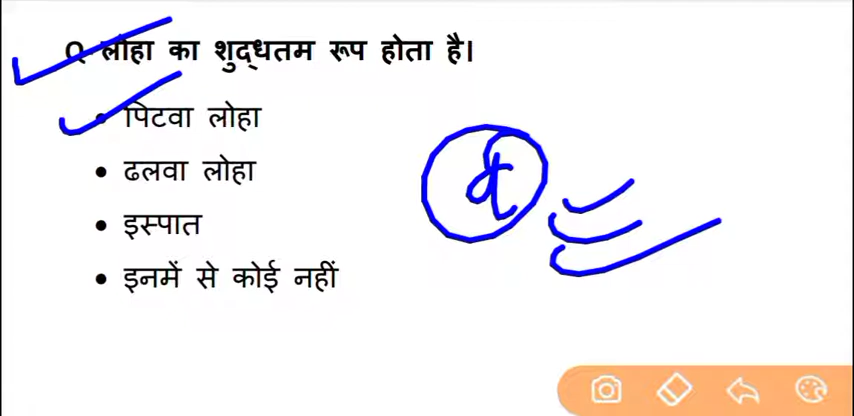 Q लोहा का शुद्धतम रूप होता है।
• पिटवा लोहा
• ढलवा लोहा
• इस्पात
• इनमें से कोई नहीं